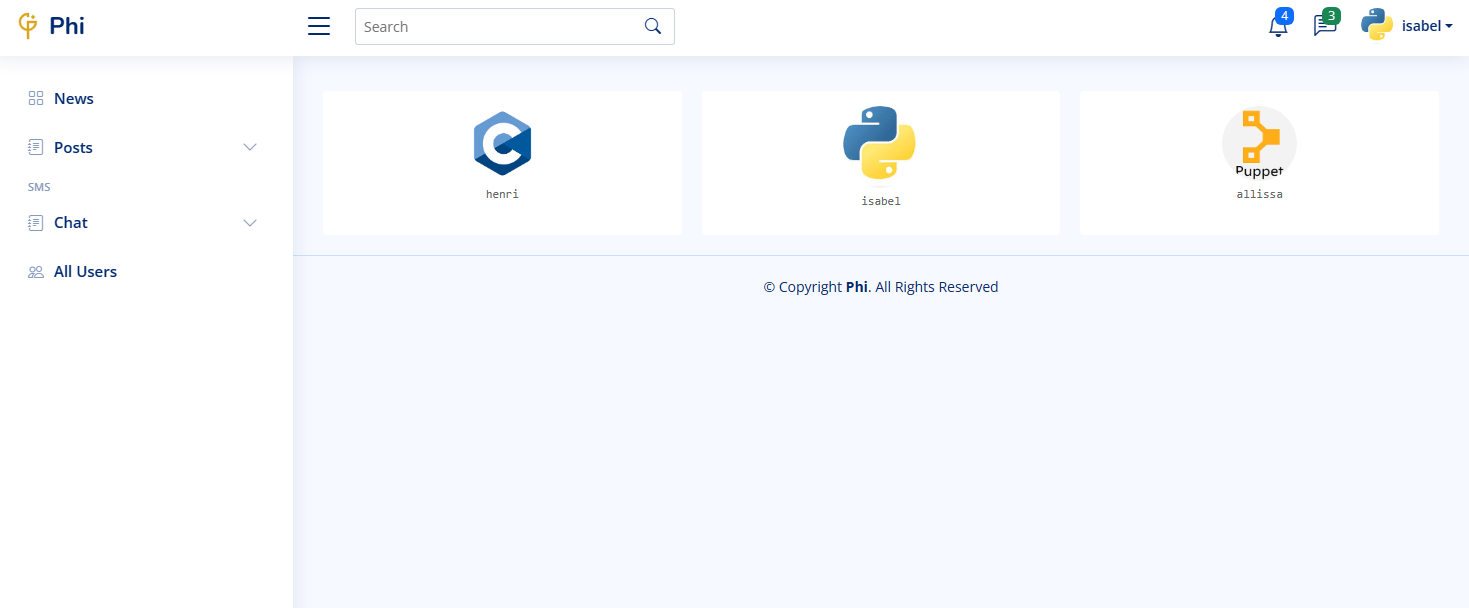 Phi
Search
4
3
isabel
News
Posts
SMS
Chat
All Users
henri
isabel
Puppet
allissa
© Copyright Phi. All Rights Reserved